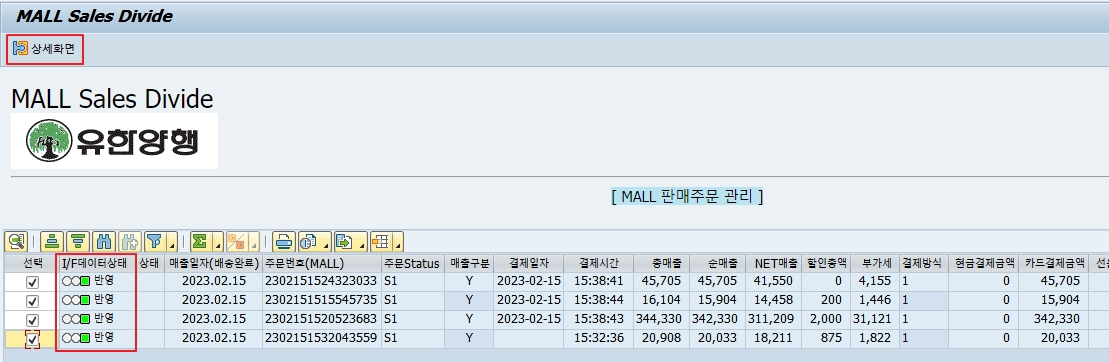 MALL Sales Divide
상세화면
MALL Sales Divide
유한양행
[ MALL 판매주문 관리 ]
선택 I/F데이터상태 상태 매출일자(배송완료) 주문번호(MALL) 주문Status 매출구분 결제일자 결제시간 총매출 순매출 NET매출 할인총액 부가세 결제방식 현금결제금액 카드결제금액
반영 2023.02.15 2302151524323033 S1 Y 2023-02-15 15:38:41 45,705 45,705 41,550 0 4,155 1 0 45,705
반영 2023.02.15 2302151515545735 S1 Y 2023-02-15 15:38:44 16,104 15,904 14,458 200 1,446 1 0 15,904
반영 2023.02.15 2302151520523683 S1 Y 2023-02-15 15:38:43 344,330 342,330 311,209 2,000 31,121 1 0 342,330
반영 2023.02.15 2302151532043559 S1 Y 15:32:36 20,908 20,033 18,211 875 1,822 1 0 20,033